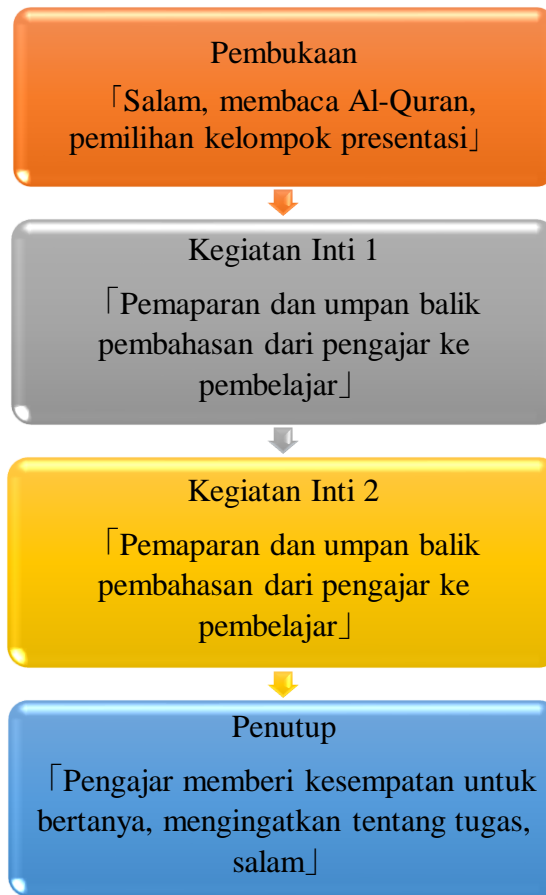 Pembukaan
「Salam, membaca Al-Quran,
pemilihan kelompok presentasi」
Kegiatan Inti 1
「Pemaparan dan umpan balik
pembahasan dari pengajar ke
pembelajar」
Kegiatan Inti 2
「Pemaparan dan umpan balik
pembahasan dari pengajar ke
pembelajar」
Penutup
「Pengajar memberi kesempatan untuk
bertanya, mengingatkan tentang tugas,
salam」